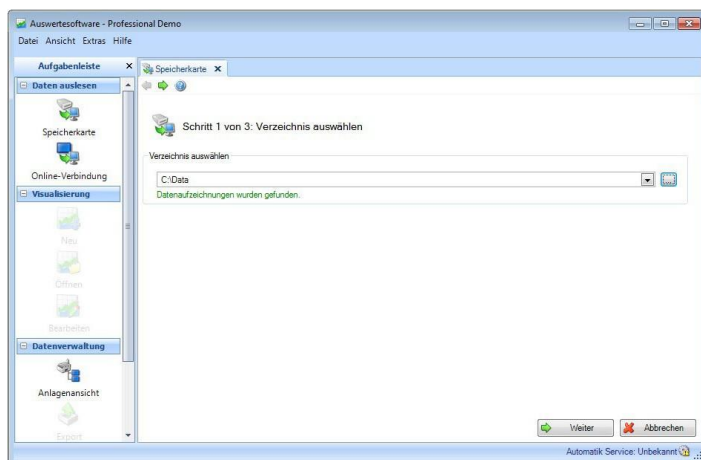 Auswertesoftware - Professional Demo
Datei Ansicht Extras Hilfe
Aufgabenleiste
Speicherkarte
Daten auslesen
Speicherkarte
Online-Verbindung
Visualisierung
Neu
Öffnen
Bearbeiten
Datenverwaltung
Anlagenansicht
Export
Schritt 1 von 3: Verzeichnis auswählen
Verzeichnis auswählen
C:\Data
...
Datenaufzeichnungen wurden gefunden.
Weiter
Abbrechen
Automatik Service: Unbekannt